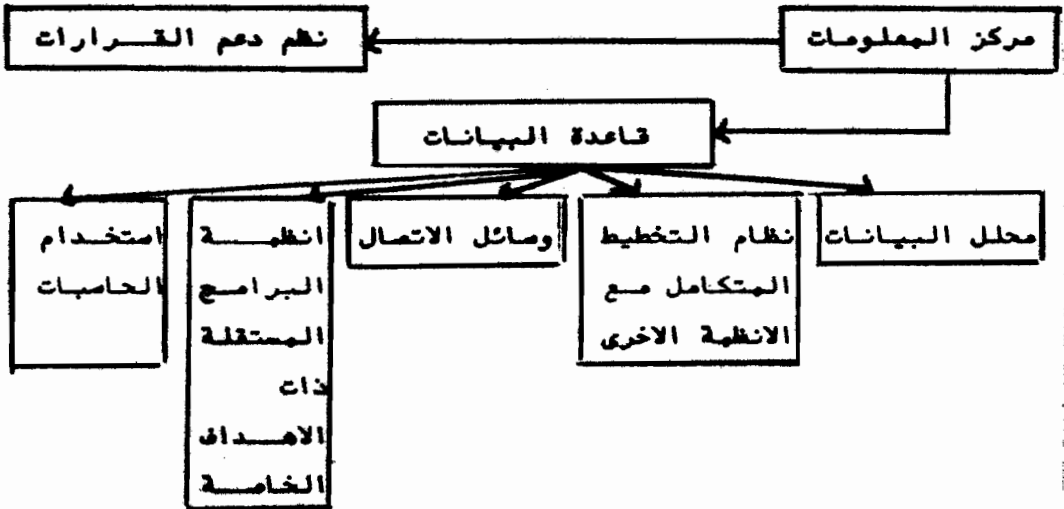 مركز المعلومات
نظم دعم القرارات
قاعدة البيانات
محلل البيانات
نظام التخطيط
المتكامل مع
الانظمة الاخرى
وسائل الاتصال
انظمة
البرامج
المستقلة
ذات
الاهداف
الخاصة
استخدام
الحاسبات